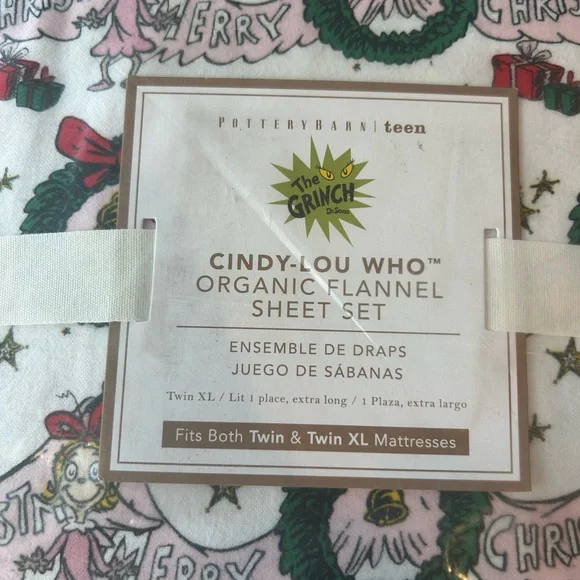 CHRIS
MERRY
CHRIS
POTTERYBARN | teen
The
GRINCH
Dr. Seuss
CINDY-LOU WHO™
ORGANIC FLANNEL
SHEET SET
ENSEMBLE DE DRAPS
JUEGO DE SÁBANAS
Twin XL / Lit 1 place, extra long / 1 Plaza, extra largo
Fits Both Twin & Twin XL Mattresses
MERRY
CHRI